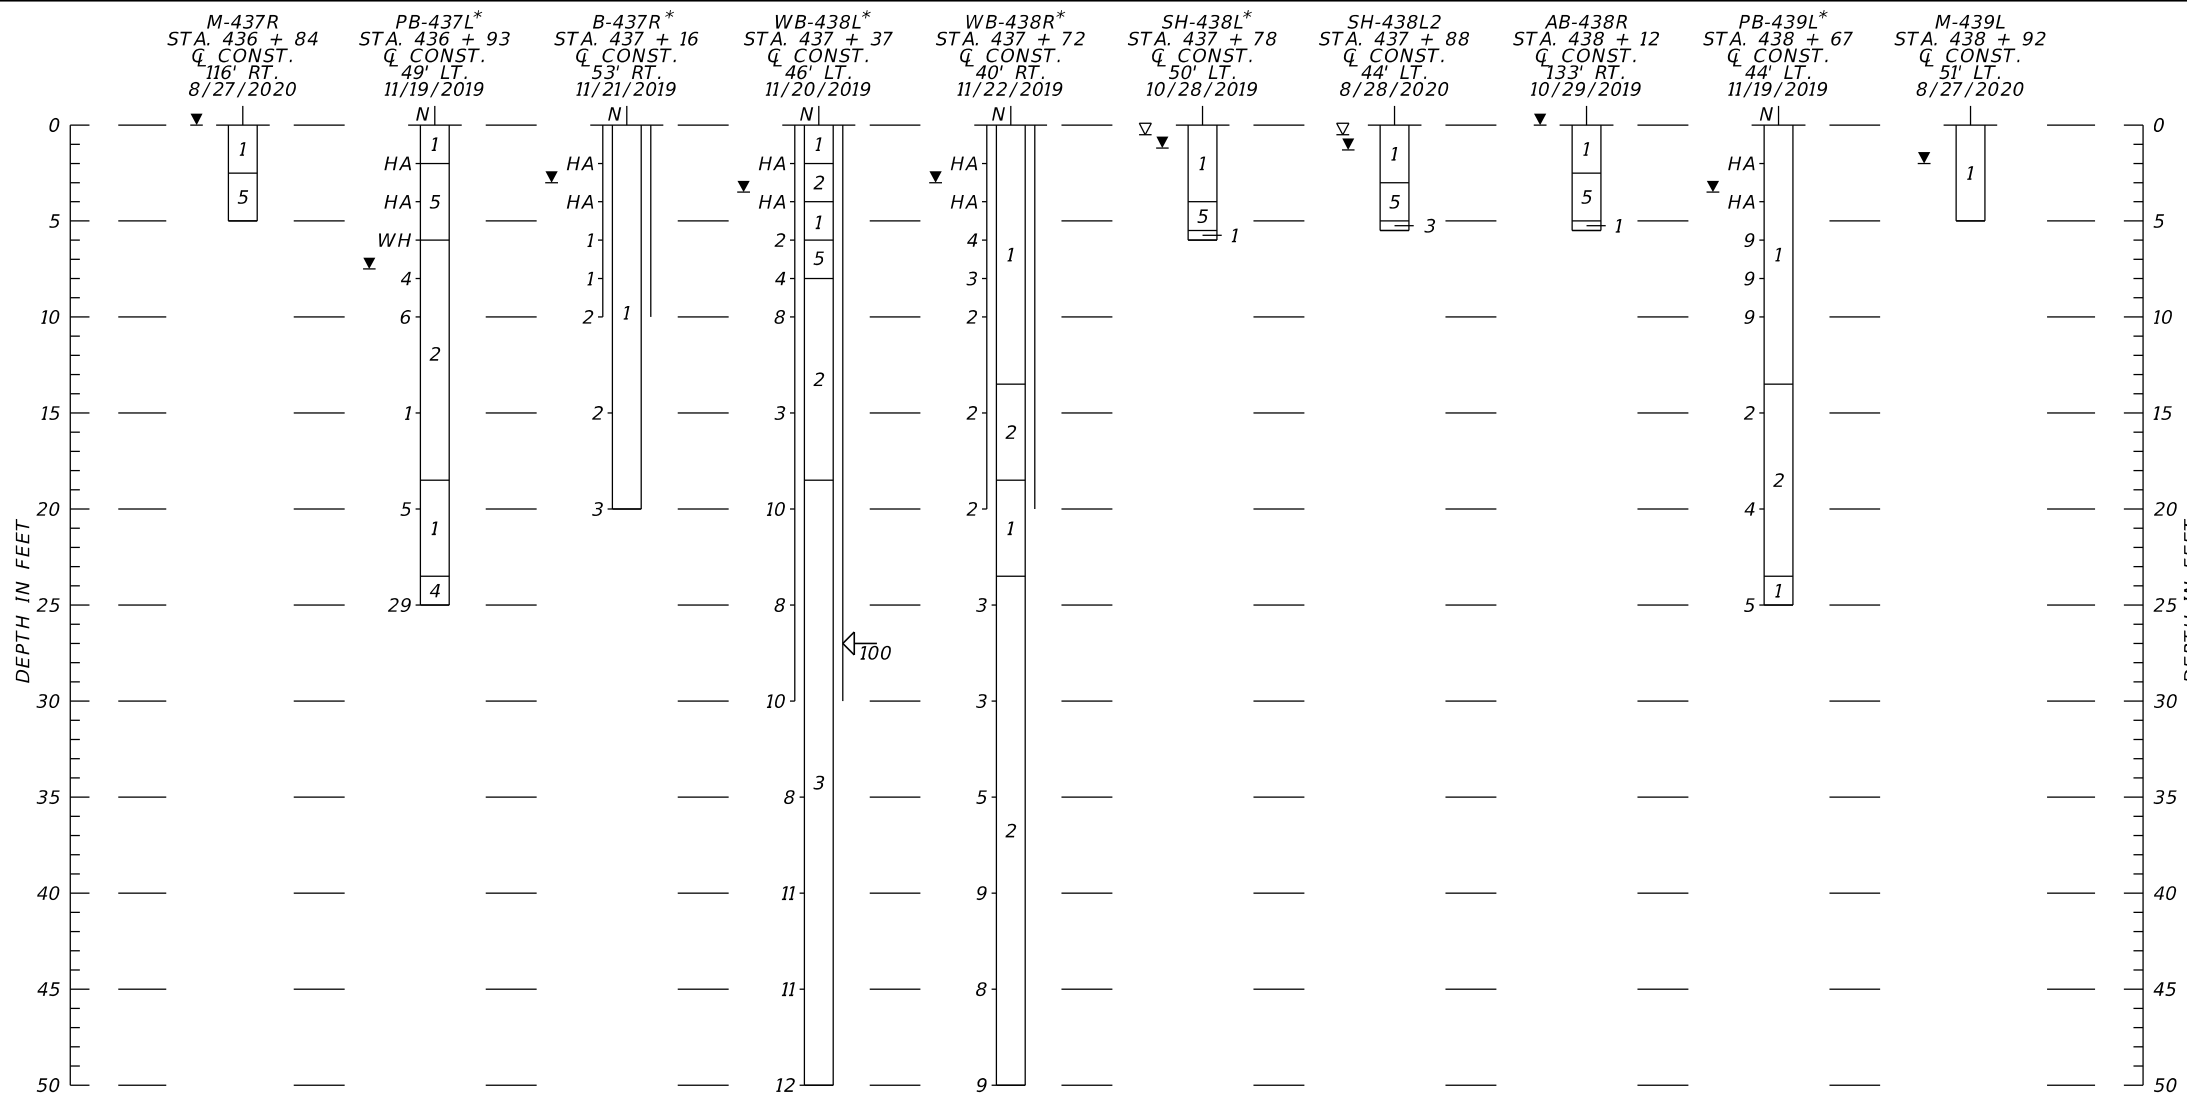 M-437R
STA. 436 + 84
℄ CONST.
116' RT.
8/27/2020
PB-437L*
STA. 436 + 93
℄ CONST.
49' LT.
11/19/2019
B-437R*
STA. 437 + 16
℄ CONST.
53' RT.
11/21/2019
WB-438L*
STA. 437 + 37
℄ CONST.
46' LT.
11/20/2019
WB-438R*
STA. 437 + 72
℄ CONST.
40' RT.
11/22/2019
SH-438L*
STA. 437 + 78
℄ CONST.
50' LT.
10/28/2019
SH-438L2
STA. 437 + 88
℄ CONST.
44' LT.
8/28/2020
AB-438R
STA. 438 + 12
℄ CONST.
133' RT.
10/29/2019
PB-439L*
STA. 438 + 67
℄ CONST.
44' LT.
11/19/2019
M-439L
STA. 438 + 92
℄ CONST.
51' LT.
8/27/2020
DEPTH IN FEET
0
5
10
15
20
25
30
35
40
45
50
1
5
N
HA
HA
WH
4
6
1
5
29
1
5
2
1
4
N
HA
HA
1
1
2
2
3
1
N
HA
HA
2
4
8
3
10
8
10
8
11
11
12
1
2
1
5
2
3
100
N
HA
HA
4
3
2
2
2
3
3
5
9
8
9
1
2
1
2
1
5
1
1
5
3
1
5
1
N
HA
HA
9
9
9
2
4
5
1
2
1
1
0
5
10
15
20
25
30
35
40
45
50
DEPTH IN FEET